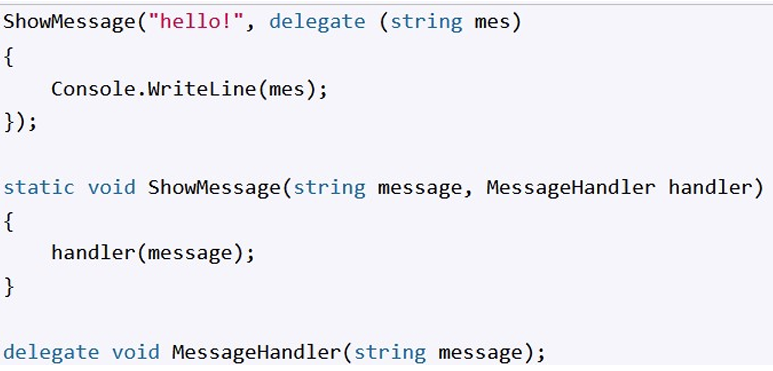 ShowMessage("hello!", delegate (string mes)
{
    Console.WriteLine(mes);
});

static void ShowMessage(string message, MessageHandler handler)
{
    handler(message);
}

delegate void MessageHandler(string message);